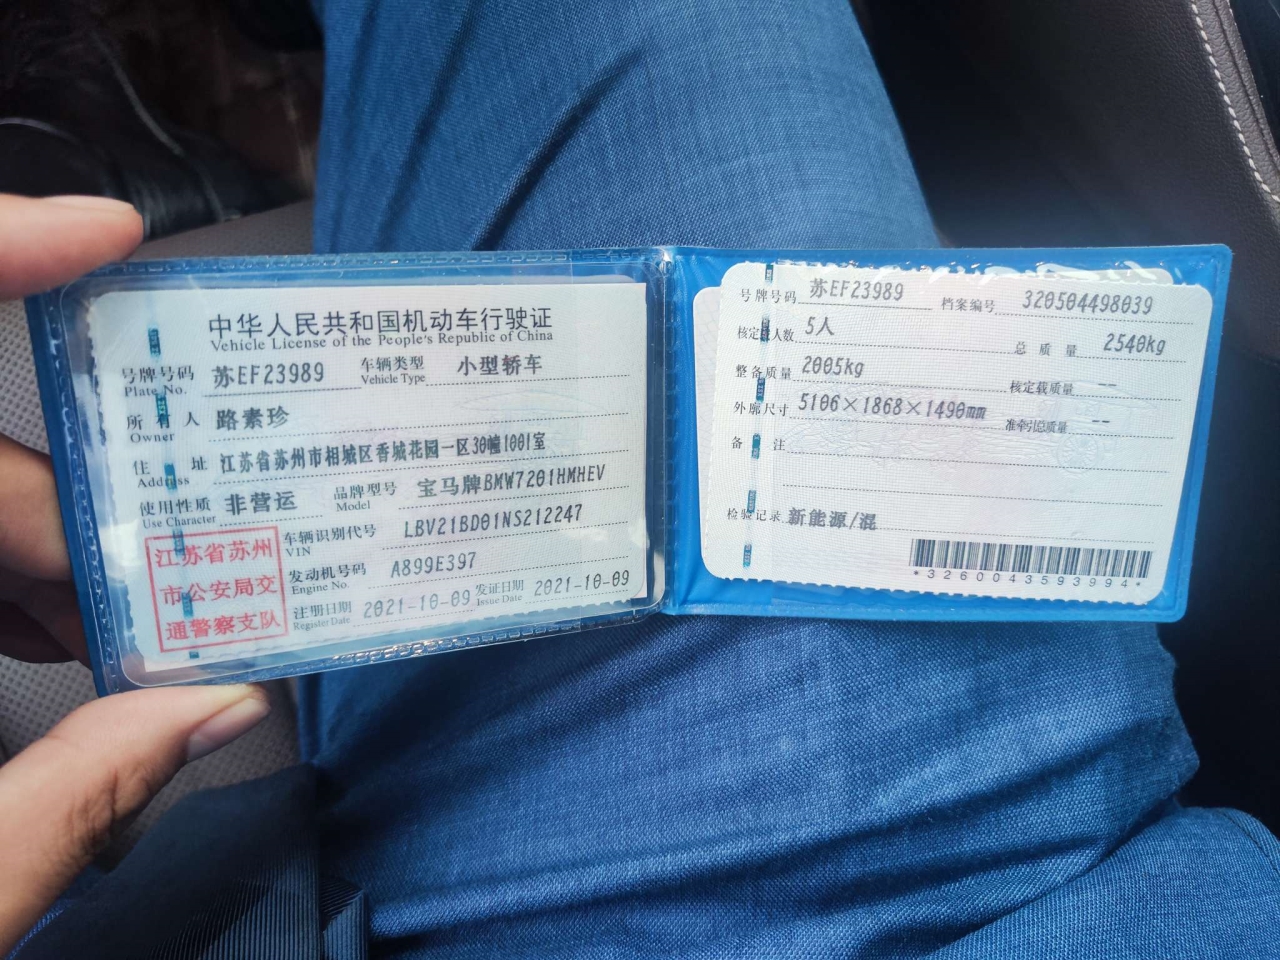 中华人民共和国机动车行驶证
Vehicle License of the People's Republic of China
号牌号码 苏EF23989 车辆类型 小型轿车
Plate No. Vehicle Type
所有人 路素珍
Owner
住址 江苏省苏州市相城区香城花园一区30幢1001室
Address
使用性质 非营运 品牌型号 宝马牌BMW7201HMHEV
Use Character Model
车辆识别代号 LBV21BD01NS212247
VIN
发动机号码 A899E397
Engine No.
注册日期 2021-10-09 发证日期 2021-10-09
Register Date Issue Date
江苏省苏州
市公安局交
通警察支队
号牌号码 苏EF23989 档案编号 320504498039
核定载人数 5人 总质量 2540kg
整备质量 2005kg 核定载质量 --
外廓尺寸 5106×1868×1490mm 准牵引总质量 --
备注
检验记录 新能源/混
*3260043593994*